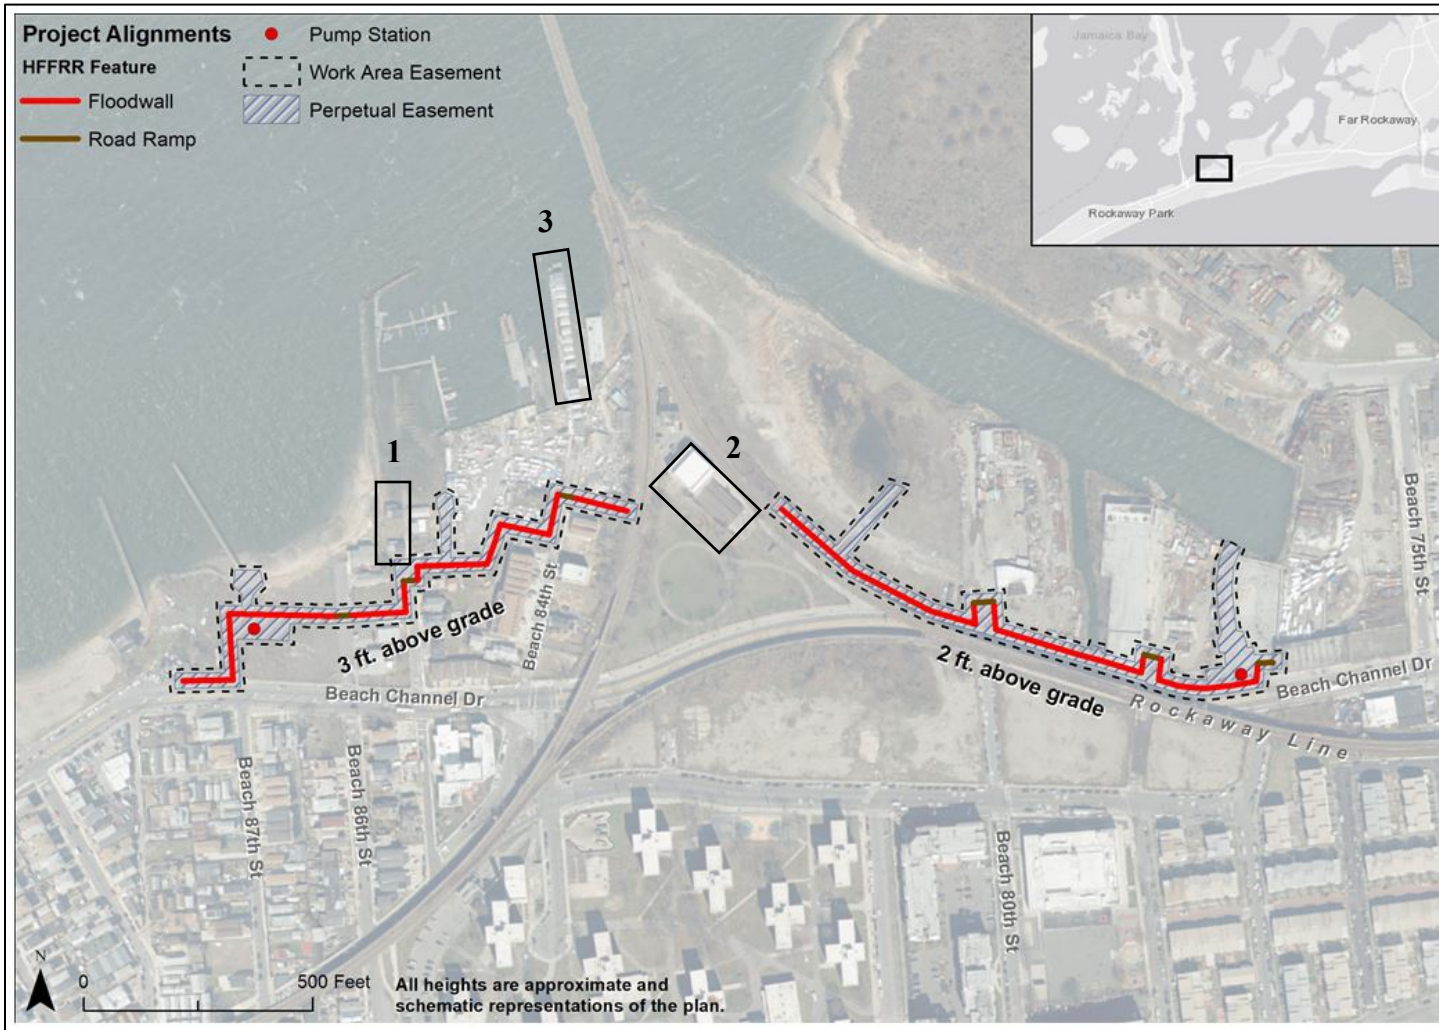 Project Alignments
HFFRR Feature
Floodwall
Road Ramp
Pump Station
Work Area Easement
Perpetual Easement
Jamaica Bay
Far Rockaway
Rockaway Park
3
1
2
Beach 75th St
Beach 84th St
3 ft. above grade
2 ft. above grade
Beach Channel Dr
Beach Channel Dr
Rockaway Line
Beach 87th St
Beach 86th St
Beach 80th St
N
0
500 Feet
All heights are approximate and
schematic representations of the plan.